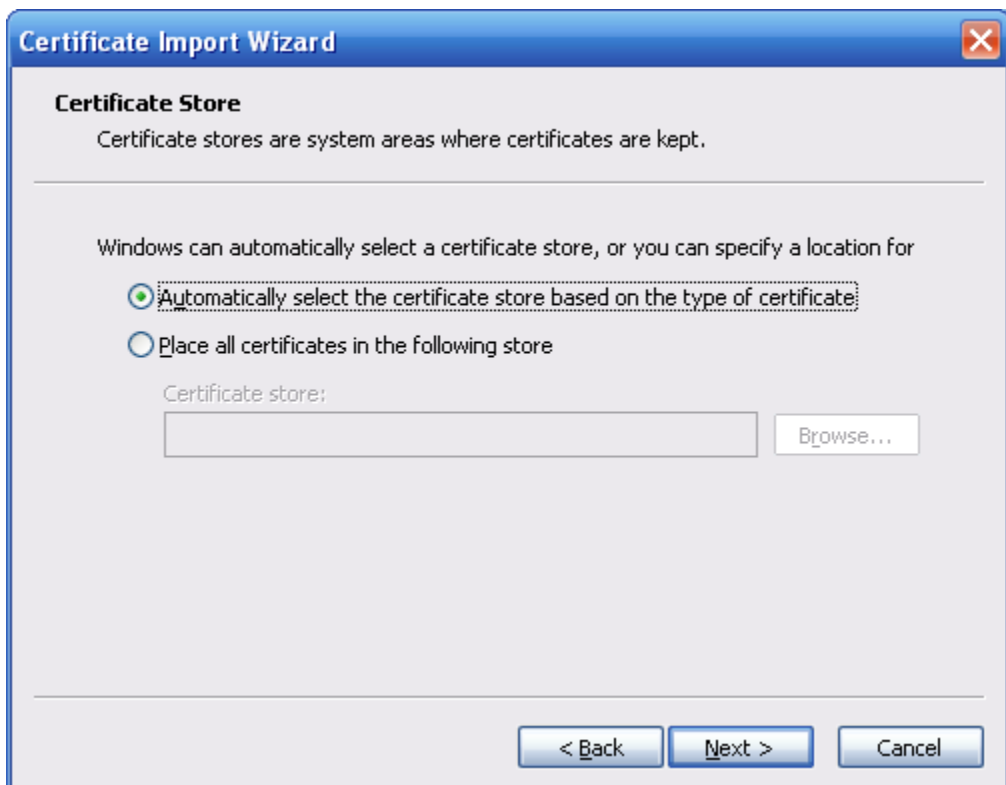 Certificate Import Wizard
Certificate Store
Certificate stores are system areas where certificates are kept.
Windows can automatically select a certificate store, or you can specify a location for
Automatically select the certificate store based on the type of certificate
Place all certificates in the following store
Certificate store:
Browse...
< Back Next > Cancel